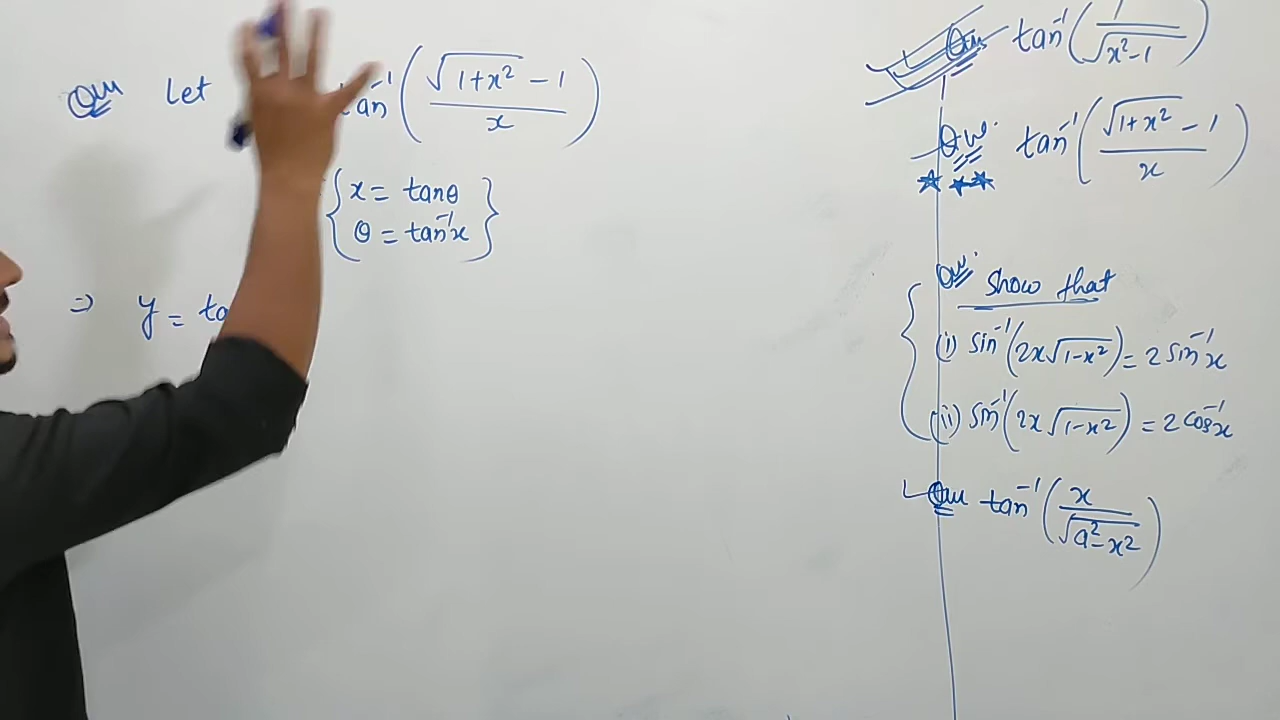 Qu Let tan⁻¹(√(1+x²) − 1 / x)
{x = tanθ
θ = tan⁻¹x}
⇒ y = ta
Qu tan⁻¹(1/√(x²−1))
Qu. tan⁻¹(√(1+x²) − 1 / x)
Qu. Show that
(i) sin⁻¹(2x√(1−x²)) = 2 sin⁻¹x
(ii) sin⁻¹(2x√(1−x²)) = 2 cos⁻¹x
Qu tan⁻¹(x/√(a²−x²))